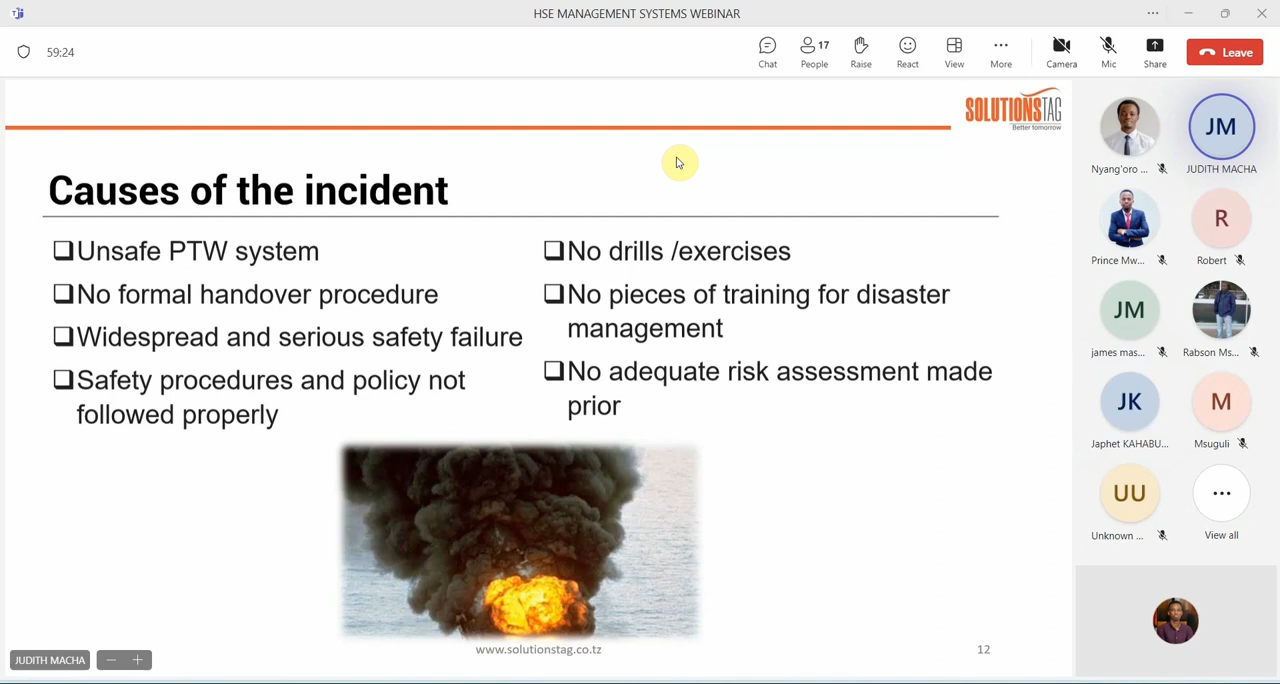 HSE MANAGEMENT SYSTEMS WEBINAR
59:24
Chat
17
People
Raise
React
View
More
Camera
Mic
Share
Leave
SOLUTIONSTAG
Better tomorrow
Causes of the incident
Unsafe PTW system
No formal handover procedure
Widespread and serious safety failure
Safety procedures and policy not
followed properly
No drills /exercises
No pieces of training for disaster
management
No adequate risk assessment made
prior
www.solutionstag.co.tz
12
JUDITH MACHA
Nyang'oro ...
JM
JUDITH MACHA
Prince Mw...
R
Robert
JM
james mas...
Rabson Ms...
JK
Japhet KAHABU...
M
Msuguli
UU
Unknown ...
View all